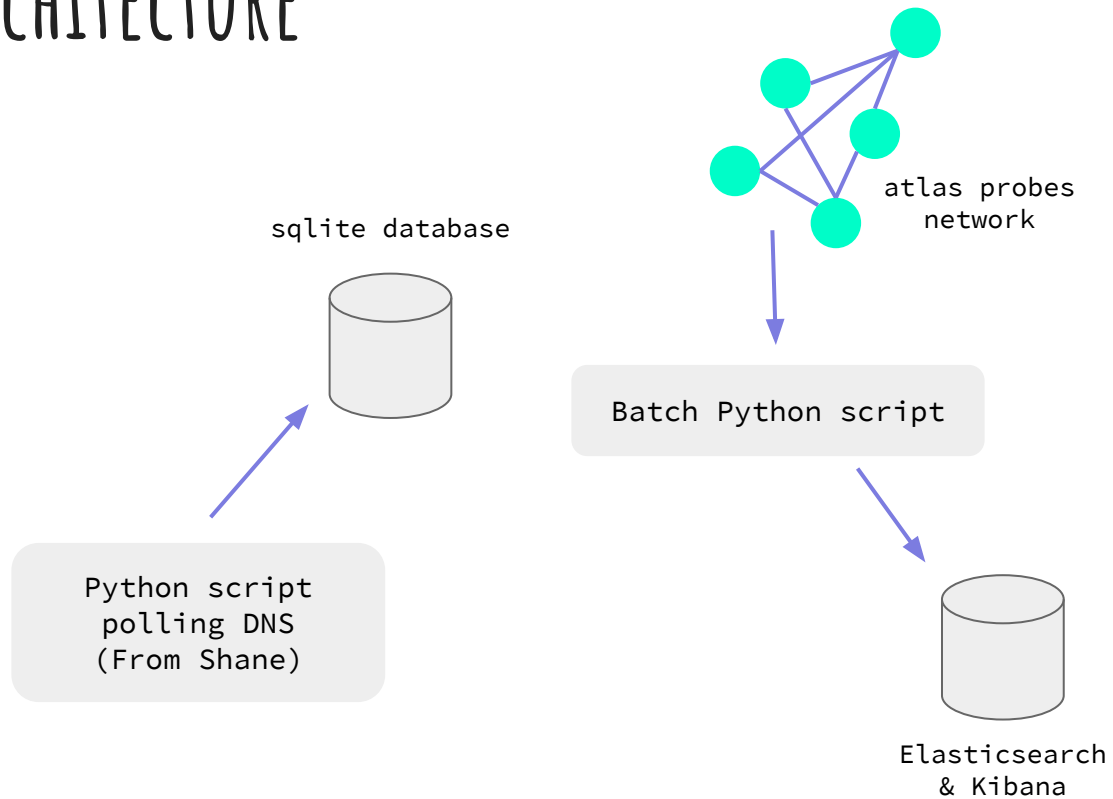 CHITECTURE
atlas probes
network
sqlite database
Batch Python script
Python script
polling DNS
(From Shane)
Elasticsearch
& Kibana